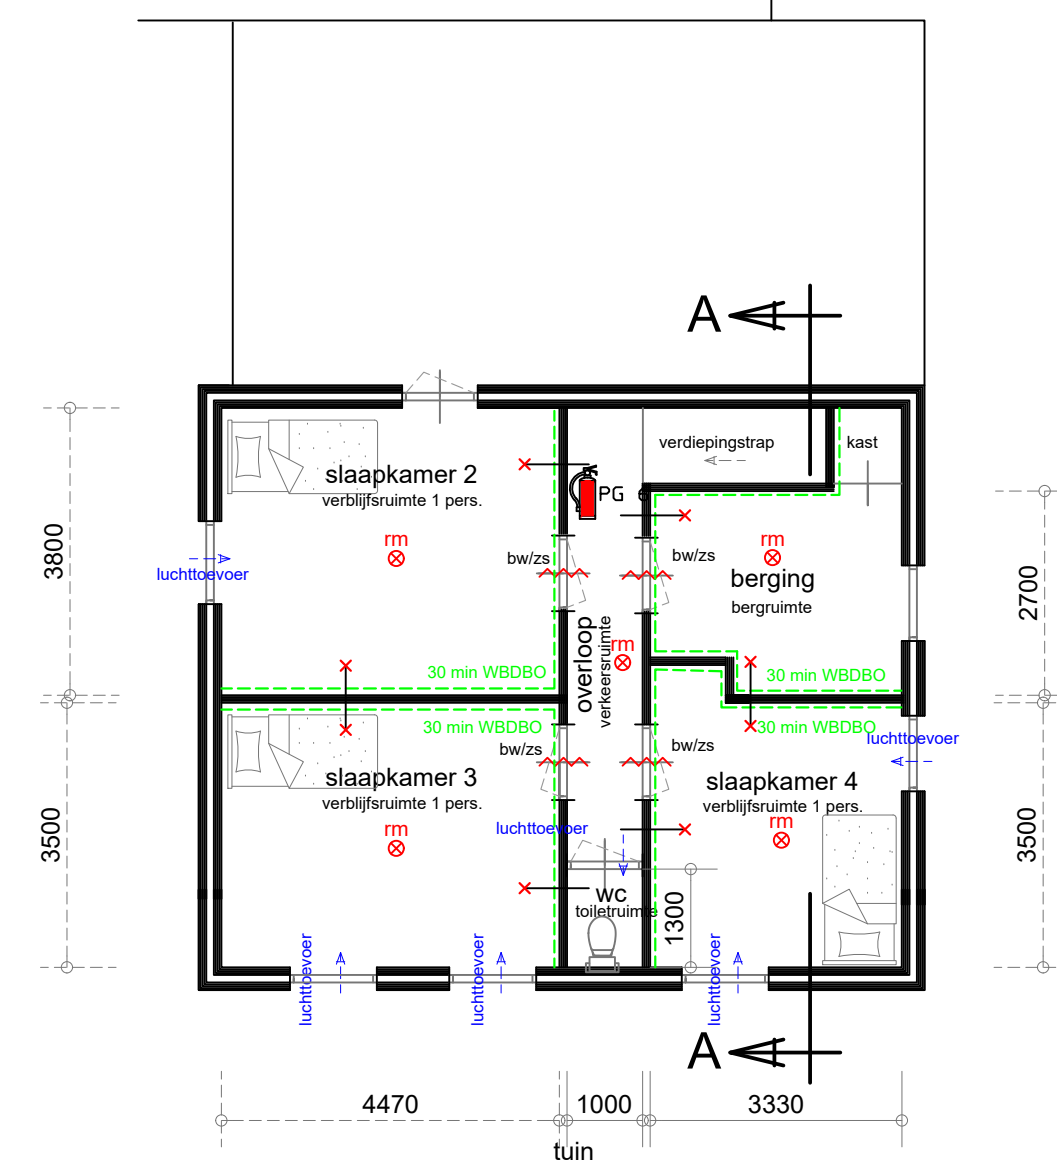 A
verdiepingstrap
kast
slaapkamer 2
verblijfsruimte 1 pers.
PG 6
rm
rm
bw/zs
bw/zs
luchttoevoer
berging
bergruimte
3800
2700
overloop
verkeersruimte
rm
30 min WBDBO
30 min WBDBO
30 min WBDBO
30 min WBDBO
luchttoevoer
bw/zs
bw/zs
slaapkamer 3
verblijfsruimte 1 pers.
slaapkamer 4
verblijfsruimte 1 pers.
rm
rm
luchttoevoer
3500
3500
wc
toiletruimte
1300
luchttoevoer
luchttoevoer
luchttoevoer
A
4470
1000
3330
tuin